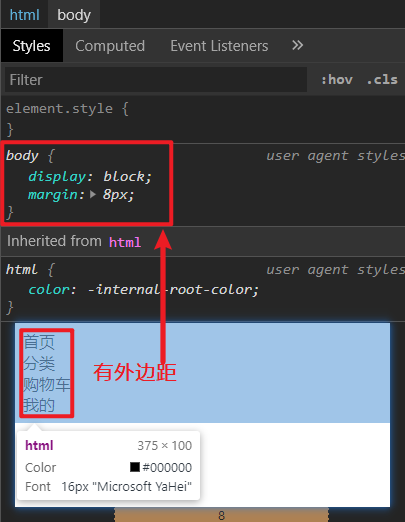 html body
Styles Computed Event Listeners »
Filter :hov .cls
element.style {
}
body { user agent styles
display: block;
margin: 8px;
}
Inherited from html
html { user agent styles
color: -internal-root-color;
}
首页
分类
购物车
我的
有外边距
html 375 × 100
Color #000000
Font 16px "Microsoft YaHei"
8